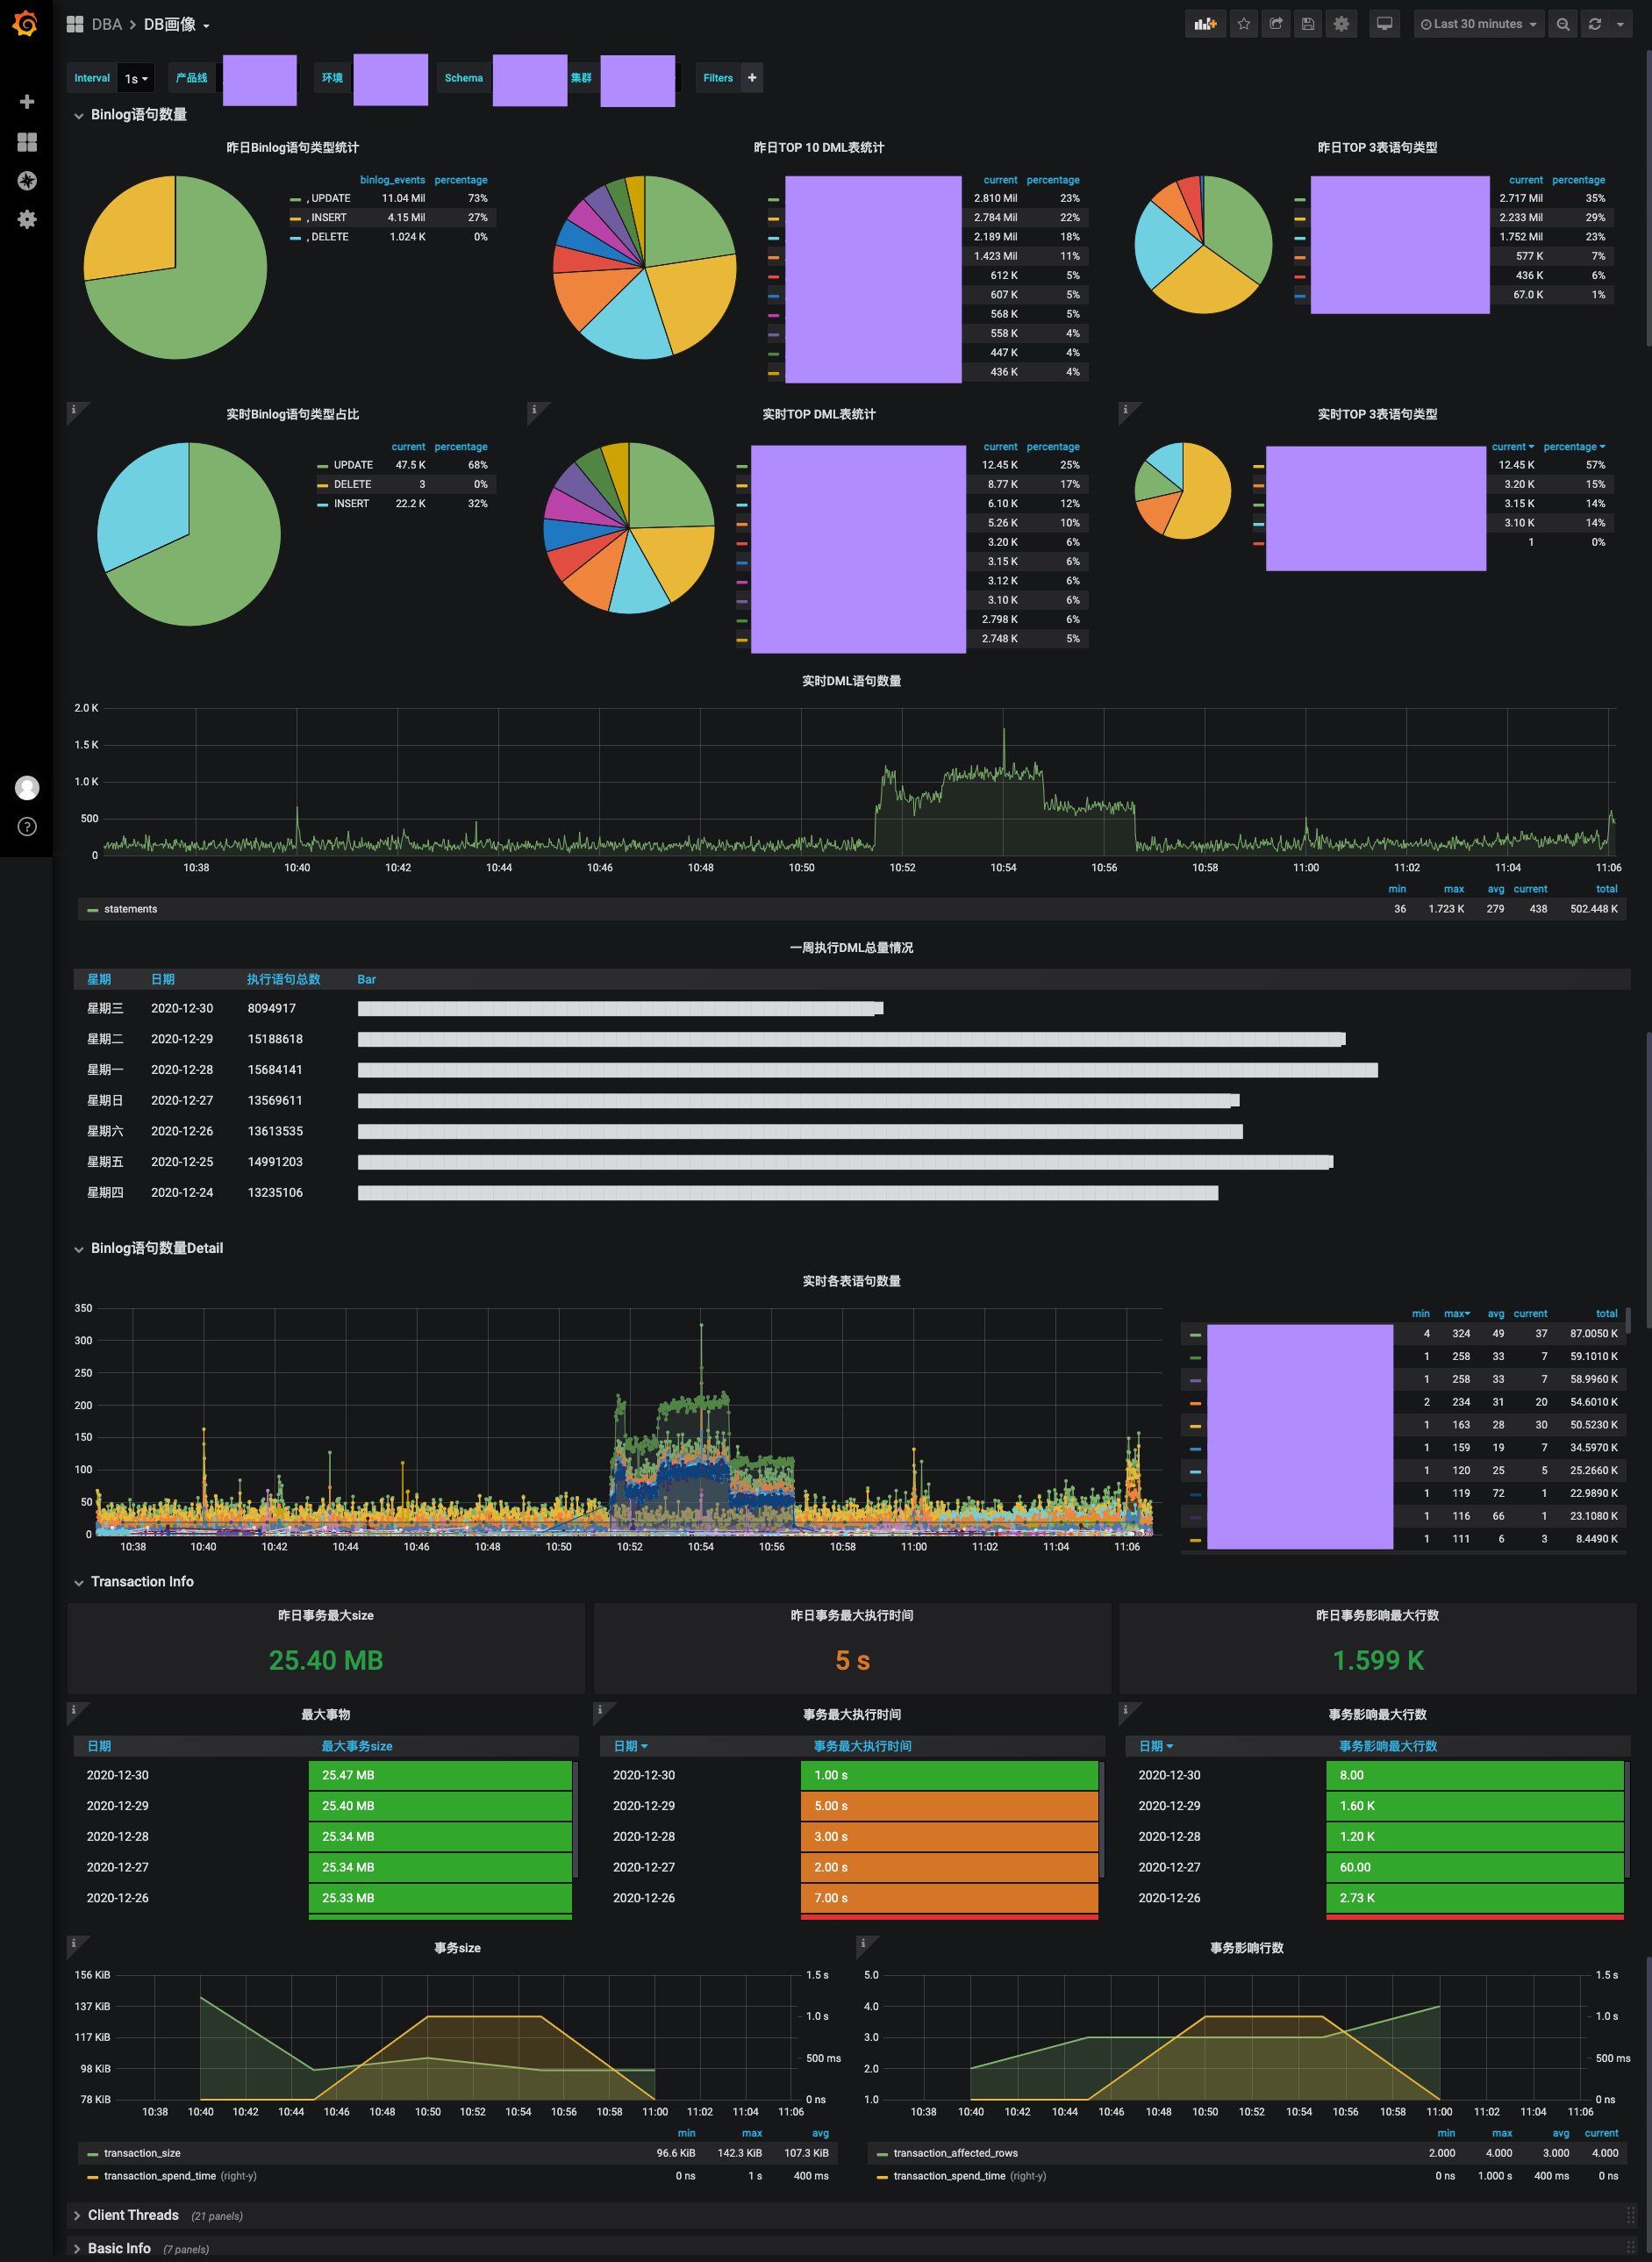 DBA > DB画像
Last 30 minutes
Interval 1s 产品线 环境 Schema 集群 Filters +
Binlog语句数量
昨日Binlog语句类型统计
binlog_events percentage
, UPDATE 11.04 Mil 73%
, INSERT 4.15 Mil 27%
, DELETE 1.024 K 0%
昨日TOP 10 DML表统计
current percentage
2.810 Mil 23%
2.784 Mil 22%
2.189 Mil 18%
1.423 Mil 11%
612 K 5%
607 K 5%
568 K 5%
558 K 4%
447 K 4%
436 K 4%
昨日TOP 3表语句类型
current percentage
2.717 Mil 35%
2.233 Mil 29%
1.752 Mil 23%
577 K 7%
436 K 6%
67.0 K 1%
实时Binlog语句类型占比
current percentage
UPDATE 47.5 K 68%
DELETE 3 0%
INSERT 22.2 K 32%
实时TOP DML表统计
current percentage
12.45 K 25%
8.77 K 17%
6.10 K 12%
5.26 K 10%
3.20 K 6%
3.15 K 6%
3.12 K 6%
3.10 K 6%
2.798 K 6%
2.748 K 5%
实时TOP 3表语句类型
current percentage
12.45 K 57%
3.20 K 15%
3.15 K 14%
3.10 K 14%
1 0%
实时DML语句数量
2.0 K
1.5 K
1.0 K
500
0
10:38 10:40 10:42 10:44 10:46 10:48 10:50 10:52 10:54 10:56 10:58 11:00 11:02 11:04 11:06
min max avg current total
statements 36 1.723 K 279 438 502.448 K
一周执行DML总量情况
星期 日期 执行语句总数 Bar
星期三 2020-12-30 8094917
星期二 2020-12-29 15188618
星期一 2020-12-28 15684141
星期日 2020-12-27 13569611
星期六 2020-12-26 13613535
星期五 2020-12-25 14991203
星期四 2020-12-24 13235106
Binlog语句数量Detail
实时各表语句数量
350
300
250
200
150
100
50
0
10:38 10:40 10:42 10:44 10:46 10:48 10:50 10:52 10:54 10:56 10:58 11:00 11:02 11:04 11:06
min max avg current total
4 324 49 37 87.0050 K
1 258 33 7 59.1010 K
1 258 33 7 58.9960 K
2 234 31 20 54.6010 K
1 163 28 30 50.5230 K
1 159 19 7 34.5970 K
1 120 25 5 25.2660 K
1 119 72 1 22.9890 K
1 116 66 1 23.1080 K
1 111 6 3 8.4490 K
Transaction Info
昨日事务最大size
25.40 MB
昨日事务最大执行时间
5 s
昨日事务影响最大行数
1.599 K
最大事物
日期 最大事务size
2020-12-30 25.47 MB
2020-12-29 25.40 MB
2020-12-28 25.34 MB
2020-12-27 25.34 MB
2020-12-26 25.33 MB
事务最大执行时间
日期 事务最大执行时间
2020-12-30 1.00 s
2020-12-29 5.00 s
2020-12-28 3.00 s
2020-12-27 2.00 s
2020-12-26 7.00 s
事务影响最大行数
日期 事务影响最大行数
2020-12-30 8.00
2020-12-29 1.60 K
2020-12-28 1.20 K
2020-12-27 60.00
2020-12-26 2.73 K
事务size
156 KiB 1.5 s
137 KiB 1.0 s
117 KiB
98 KiB 500 ms
78 KiB 0 ns
10:38 10:40 10:42 10:44 10:46 10:48 10:50 10:52 10:54 10:56 10:58 11:00 11:02 11:04 11:06
min max avg
transaction_size 96.6 KiB 142.3 KiB 107.3 KiB
transaction_spend_time (right-y) 0 ns 1 s 400 ms
事务影响行数
5.0 1.5 s
4.0 1.0 s
3.0
2.0 500 ms
1.0 0 ns
10:38 10:40 10:42 10:44 10:46 10:48 10:50 10:52 10:54 10:56 10:58 11:00 11:02 11:04 11:06
min max avg current
transaction_affected_rows 2.000 4.000 3.000 4.000
transaction_spend_time (right-y) 0 ns 1.000 s 400 ms 0 ns
Client Threads (21 panels)
Basic Info (7 panels)